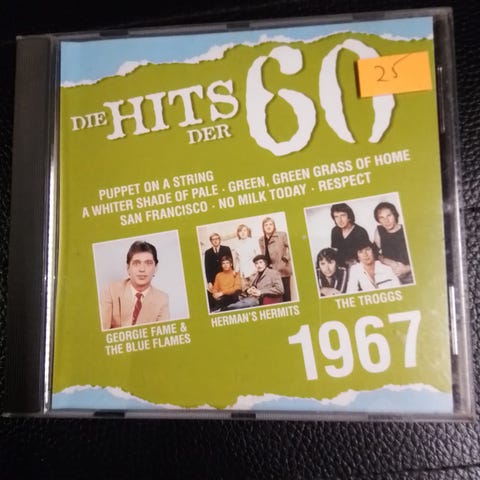 DIE HITS DER 60
25
PUPPET ON A STRING
A WHITER SHADE OF PALE · GREEN, GREEN GRASS OF HOME
SAN FRANCISCO · NO MILK TODAY · RESPECT
GEORGIE FAME &
THE BLUE FLAMES
HERMAN'S HERMITS
THE TROGGS
1967